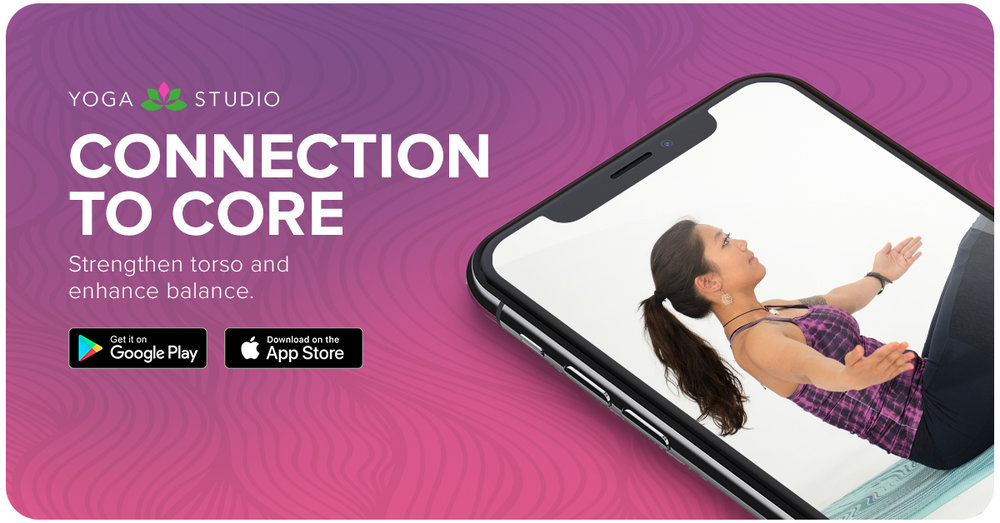 YOGA STUDIO
CONNECTION
TO CORE
Strengthen torso and
enhance balance.
Get it on
Google Play
Download on the
App Store